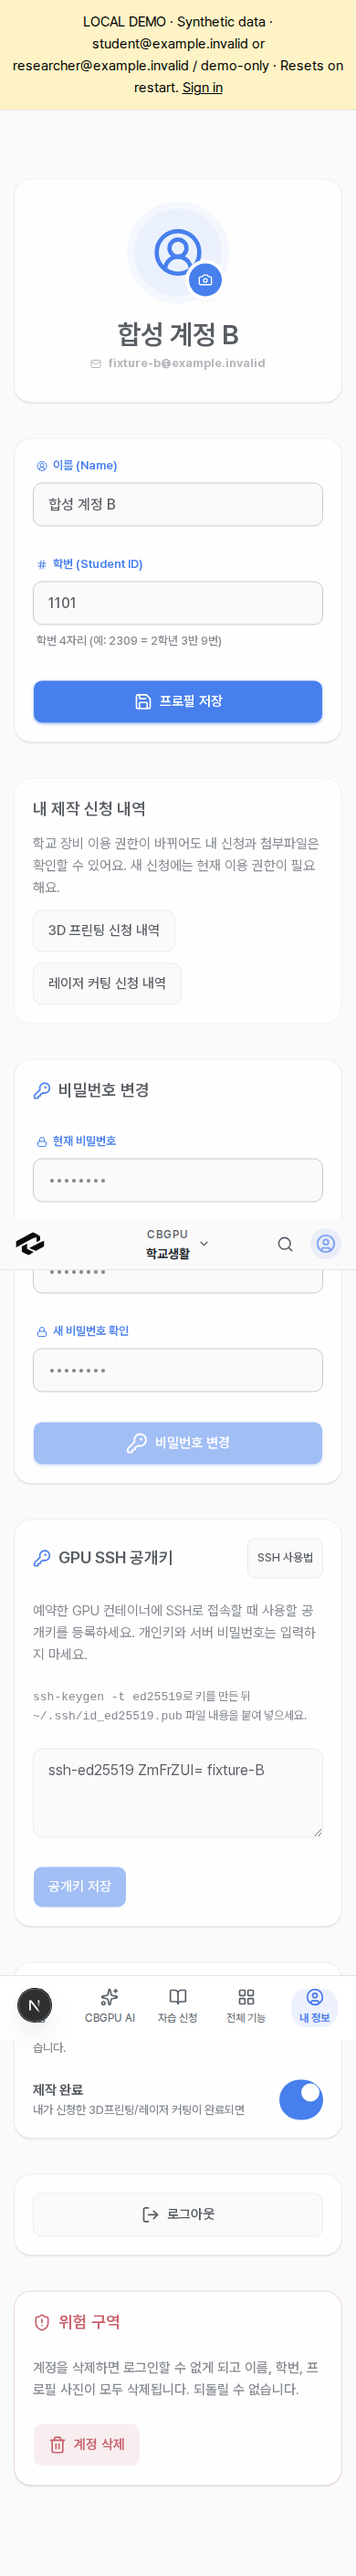 LOCAL DEMO · Synthetic data ·
student@example.invalid or
researcher@example.invalid / demo-only · Resets on
restart. Sign in
합성 계정 B
fixture-b@example.invalid
이름 (Name)
합성 계정 B
학번 (Student ID)
1101
학번 4자리 (예: 2309 = 2학년 3반 9번)
프로필 저장
내 제작 신청 내역
학교 장비 이용 권한이 바뀌어도 내 신청과 첨부파일은
확인할 수 있어요. 새 신청에는 현재 이용 권한이 필요
해요.
3D 프린팅 신청 내역
레이저 커팅 신청 내역
비밀번호 변경
현재 비밀번호
CBGPU
학교생활
새 비밀번호 확인
비밀번호 변경
GPU SSH 공개키
SSH 사용법
예약한 GPU 컨테이너에 SSH로 접속할 때 사용할 공
개키를 등록하세요. 개인키와 서버 비밀번호는 입력하
지 마세요.
ssh-keygen -t ed25519로 키를 만든 뒤
~/.ssh/id_ed25519.pub 파일 내용을 붙여 넣으세요.
ssh-ed25519 ZmFrZUI= fixture-B
공개키 저장
N
CBGPU AI
자습 신청
전체 기능
내 정보
습니다.
제작 완료
내가 신청한 3D프린팅/레이저 커팅이 완료되면
로그아웃
위험 구역
계정을 삭제하면 로그인할 수 없게 되고 이름, 학번, 프
로필 사진이 모두 삭제됩니다. 되돌릴 수 없습니다.
계정 삭제